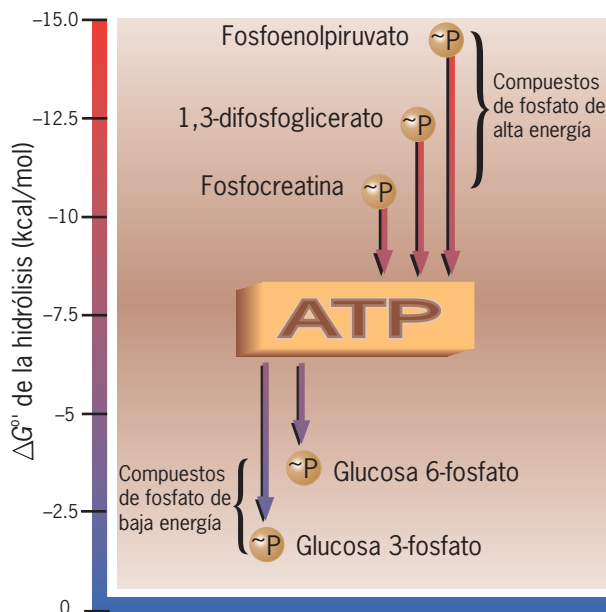 –15.0
–12.5
–10
–7.5
–5
–2.5
0
ΔG°' de la hidrólisis (kcal/mol)
Fosfoenolpiruvato
~P
1,3-difosfoglicerato
~P
Fosfocreatina
~P
Compuestos
de fosfato de
alta energía
ATP
~P
Glucosa 6-fosfato
Compuestos
de fosfato de
baja energía
~P
Glucosa 3-fosfato